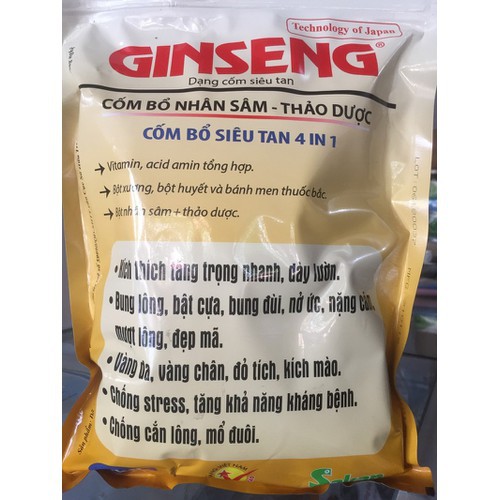 Technology of Japan
GINSENG®
Dạng cốm siêu tan
CỐM BỔ NHÂN SÂM - THẢO DƯỢC
CỐM BỔ SIÊU TAN 4 IN 1
→ Vitamin, acid amin tổng hợp.
→ Bột xương, bột huyết và bánh men thuốc bắc.
→ Bột nhân sâm + thảo dược.
• Kích thích tăng trọng nhanh, dày lườn.
• Bung lông, bật cựa, bung đùi, nở ức, nặng cân,
mượt lông, đẹp mã.
• Vàng da, vàng chân, đỏ tích, kích mào.
• Chống stress, tăng khả năng kháng bệnh.
• Chống cắn lông, mổ đuôi.